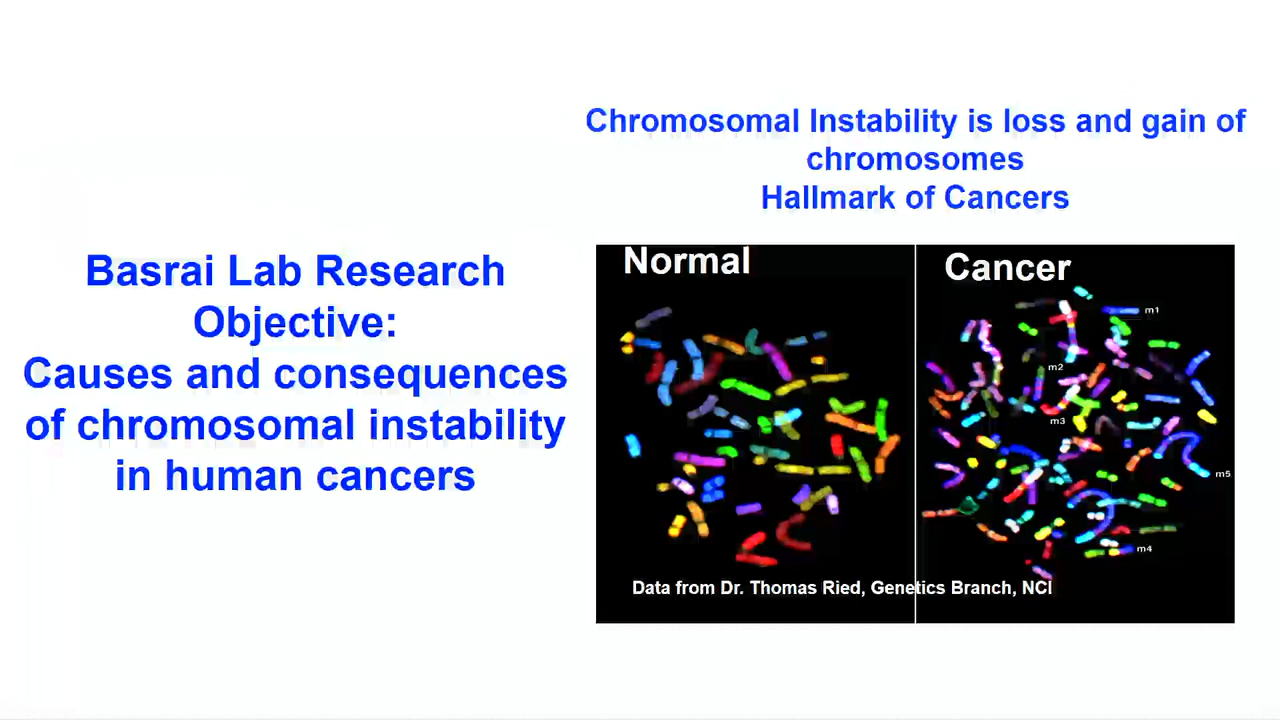 Chromosomal Instability is loss and gain of
chromosomes
Hallmark of Cancers
Basrai Lab Research
Objective:
Causes and consequences
of chromosomal instability
in human cancers
Normal
Cancer
m1
m2
m3
m5
m4
Data from Dr. Thomas Ried, Genetics Branch, NCI